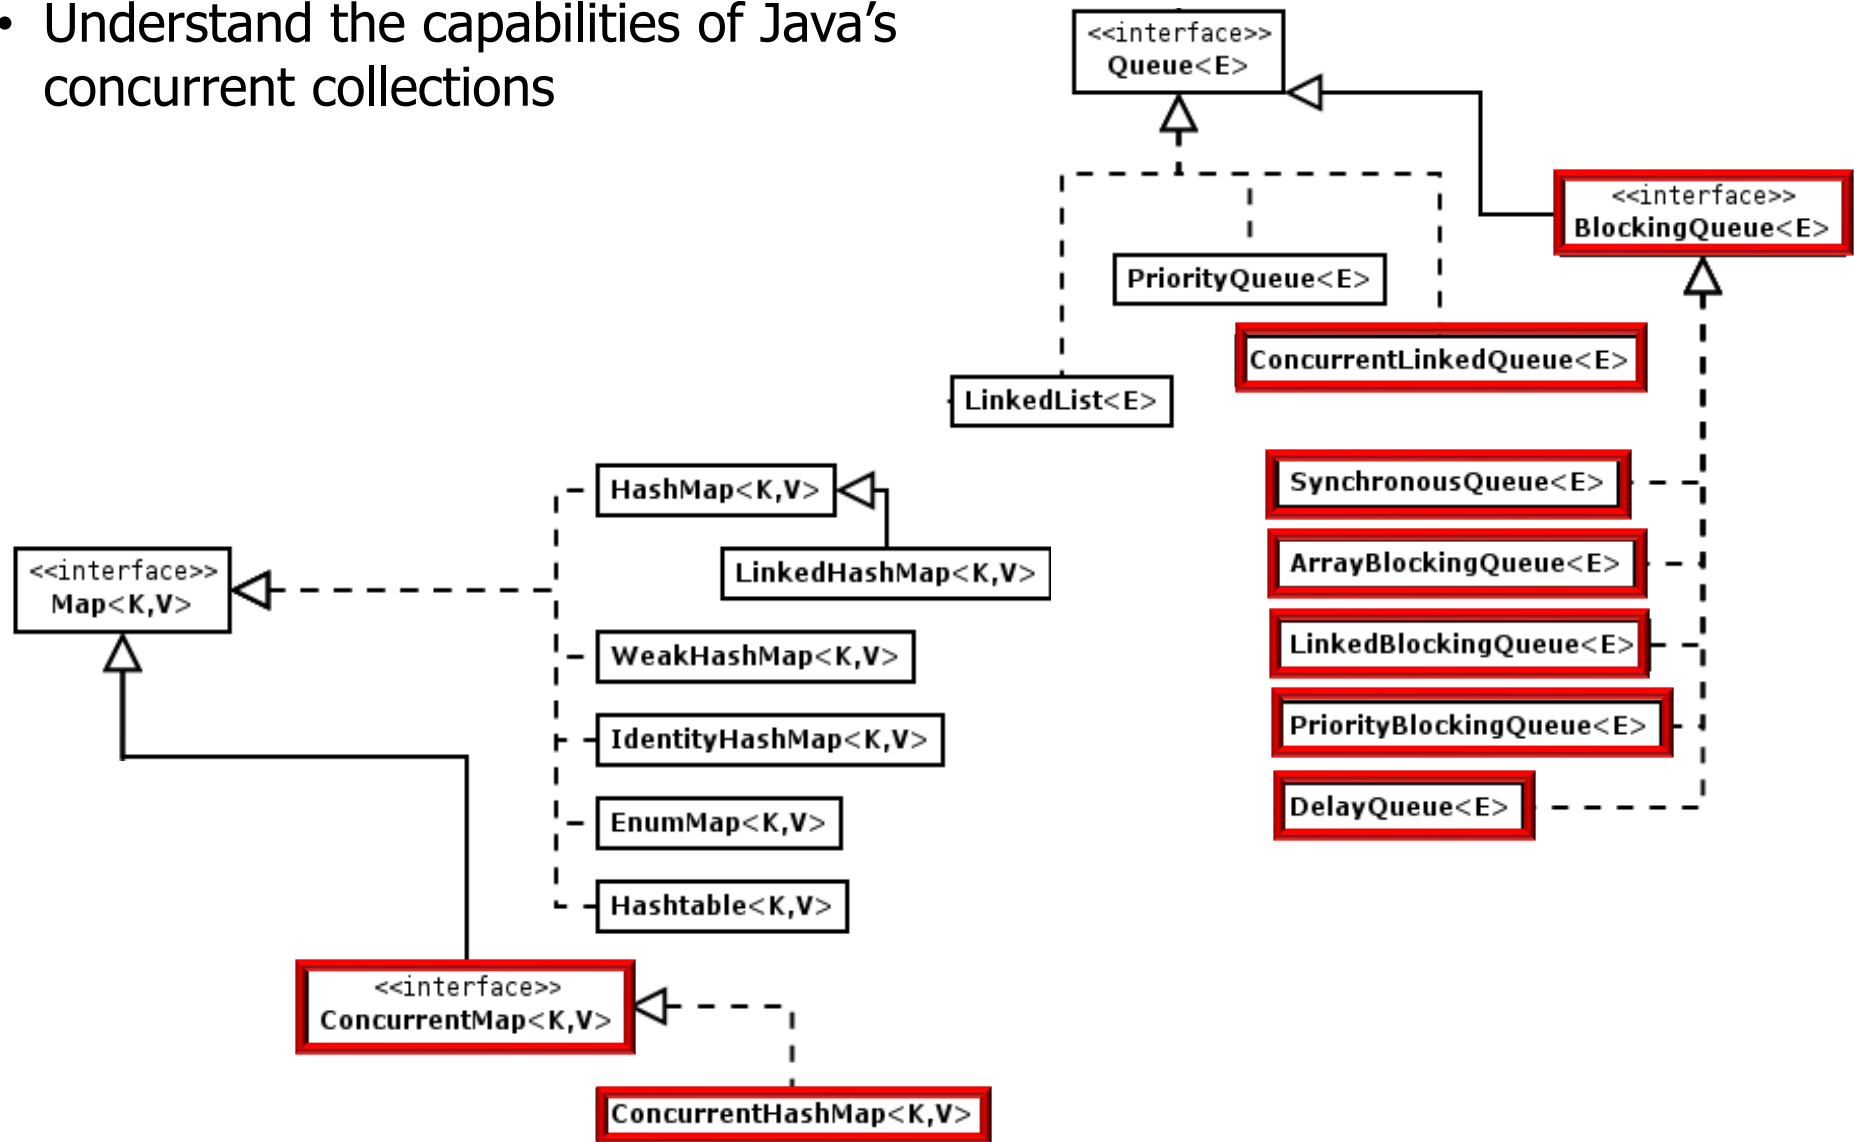 • Understand the capabilities of Java’s
concurrent collections
<<interface>>
Queue<E>
<<interface>>
BlockingQueue<E>
PriorityQueue<E>
ConcurrentLinkedQueue<E>
LinkedList<E>
SynchronousQueue<E>
ArrayBlockingQueue<E>
LinkedBlockingQueue<E>
PriorityBlockingQueue<E>
DelayQueue<E>
HashMap<K,V>
LinkedHashMap<K,V>
<<interface>>
Map<K,V>
WeakHashMap<K,V>
IdentityHashMap<K,V>
EnumMap<K,V>
Hashtable<K,V>
<<interface>>
ConcurrentMap<K,V>
ConcurrentHashMap<K,V>